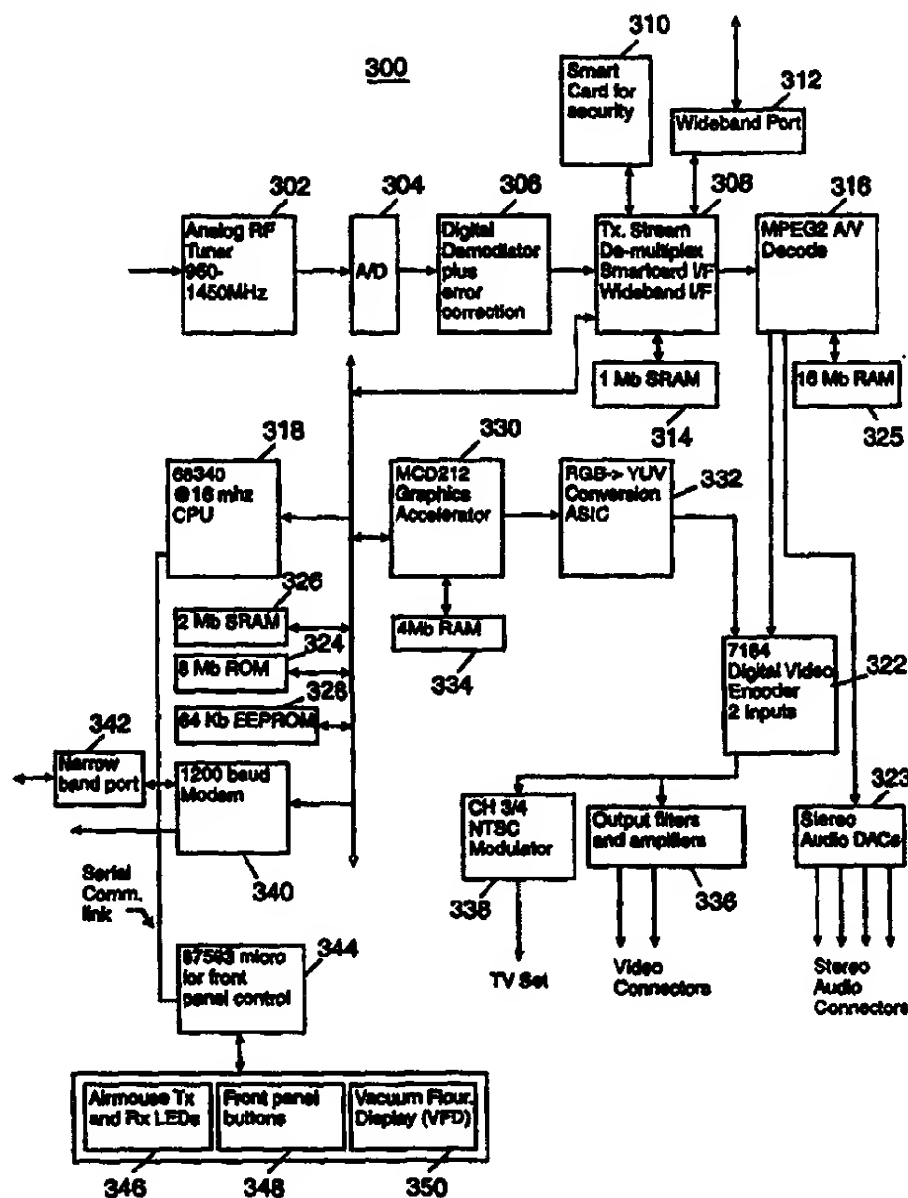 300
310
Smart
Card for
security
312
Wideband Port
302
Analog RF
Tuner
950-
1450MHz
304
A/D
306
Digital
Demodlator
plus
error
correction
308
Tx. Stream
De-multiplex
Smartcard I/F
Wideband I/F
316
MPEG2 A/V
Decode
1 Mb SRAM
314
16 Mb RAM
325
318
68340
@16 mhz
CPU
330
MCD212
Graphics
Accelerator
RGB-> YUV
Conversion
ASIC
332
326
2 Mb SRAM
324
8 Mb ROM
328
64 Kb EEPROM
4Mb RAM
334
7184
Digital Video
Encoder
2 Inputs
322
342
Narrow
band port
1200 baud
Modem
340
CH 3/4
NTSC
Modulator
338
Output filters
and amplifiers
336
323
Stereo
Audio DACs
Serial
Comm.
link
TV Set
Video
Connectors
Stereo
Audio
Connectors
micro
for front
panel control
344
Airmouse Tx
and Rx LEDs
Front panel
buttons
Vacuum Flour.
Display (VFD)
346
348
350